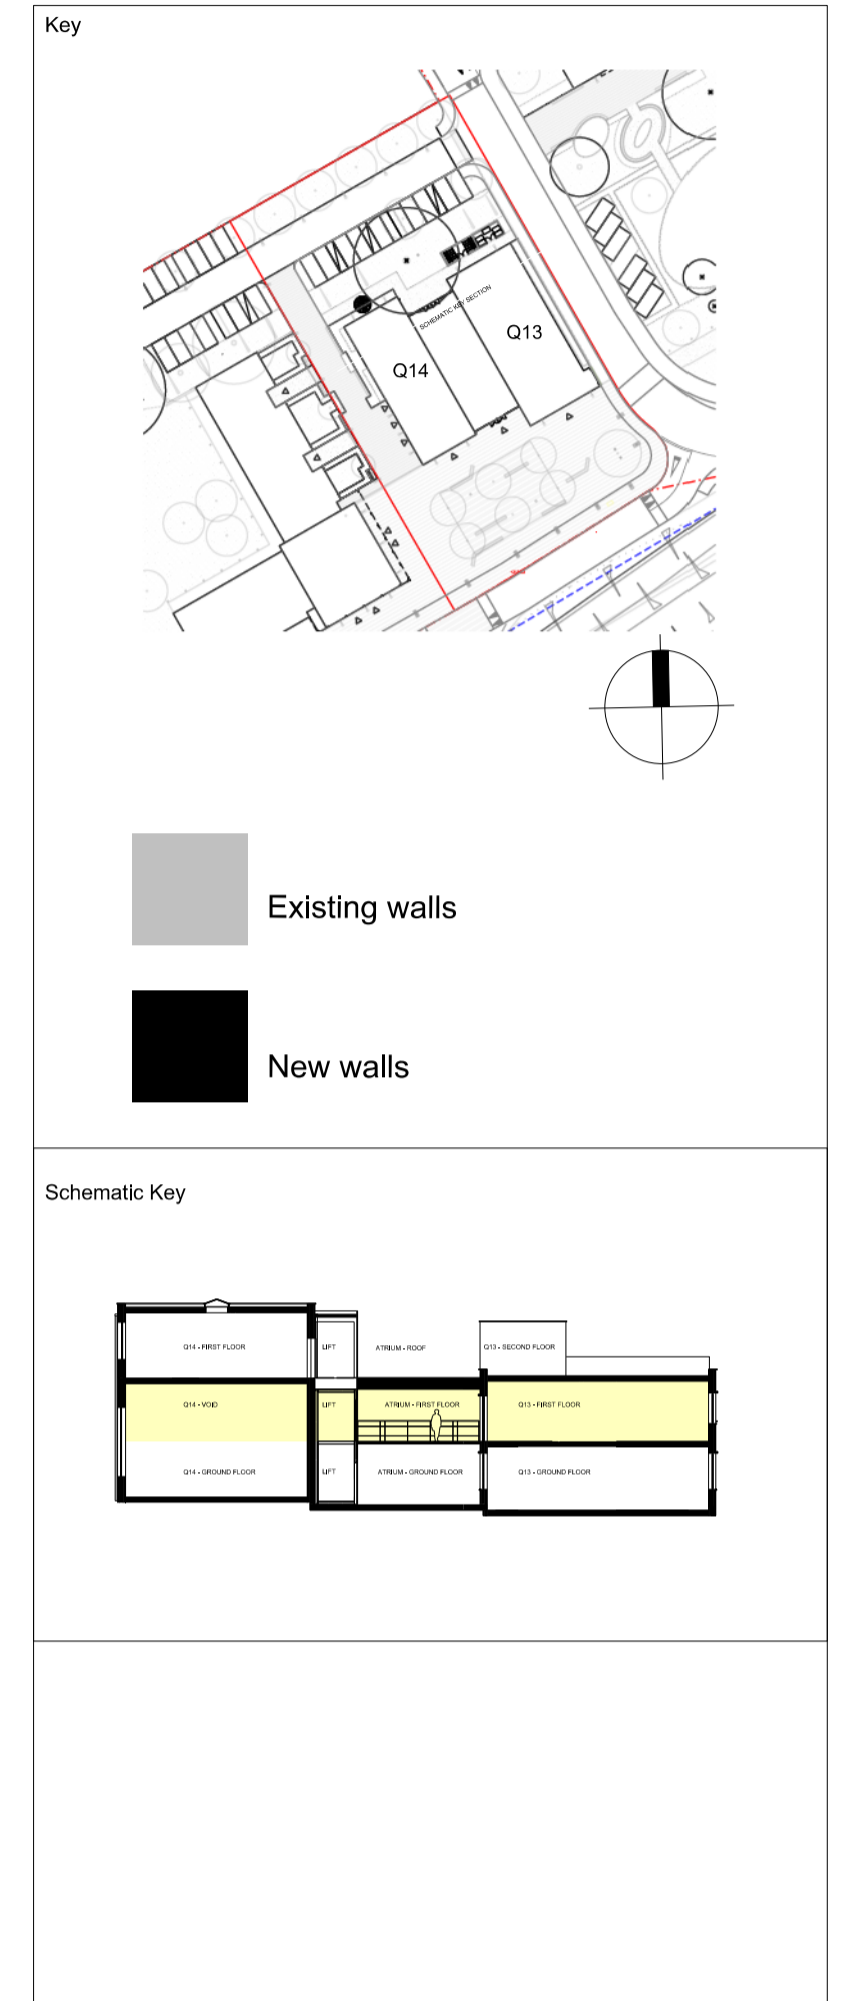 Key
SCHEMATIC KEY SECTION
Q13
Q14
Existing walls
New walls
Schematic Key
Q14 - FIRST FLOOR
LIFT
ATRIUM - ROOF
Q13 - SECOND FLOOR
Q14 - VOID
LIFT
ATRIUM - FIRST FLOOR
Q13 - FIRST FLOOR
Q14 - GROUND FLOOR
LIFT
ATRIUM - GROUND FLOOR
Q13 - GROUND FLOOR